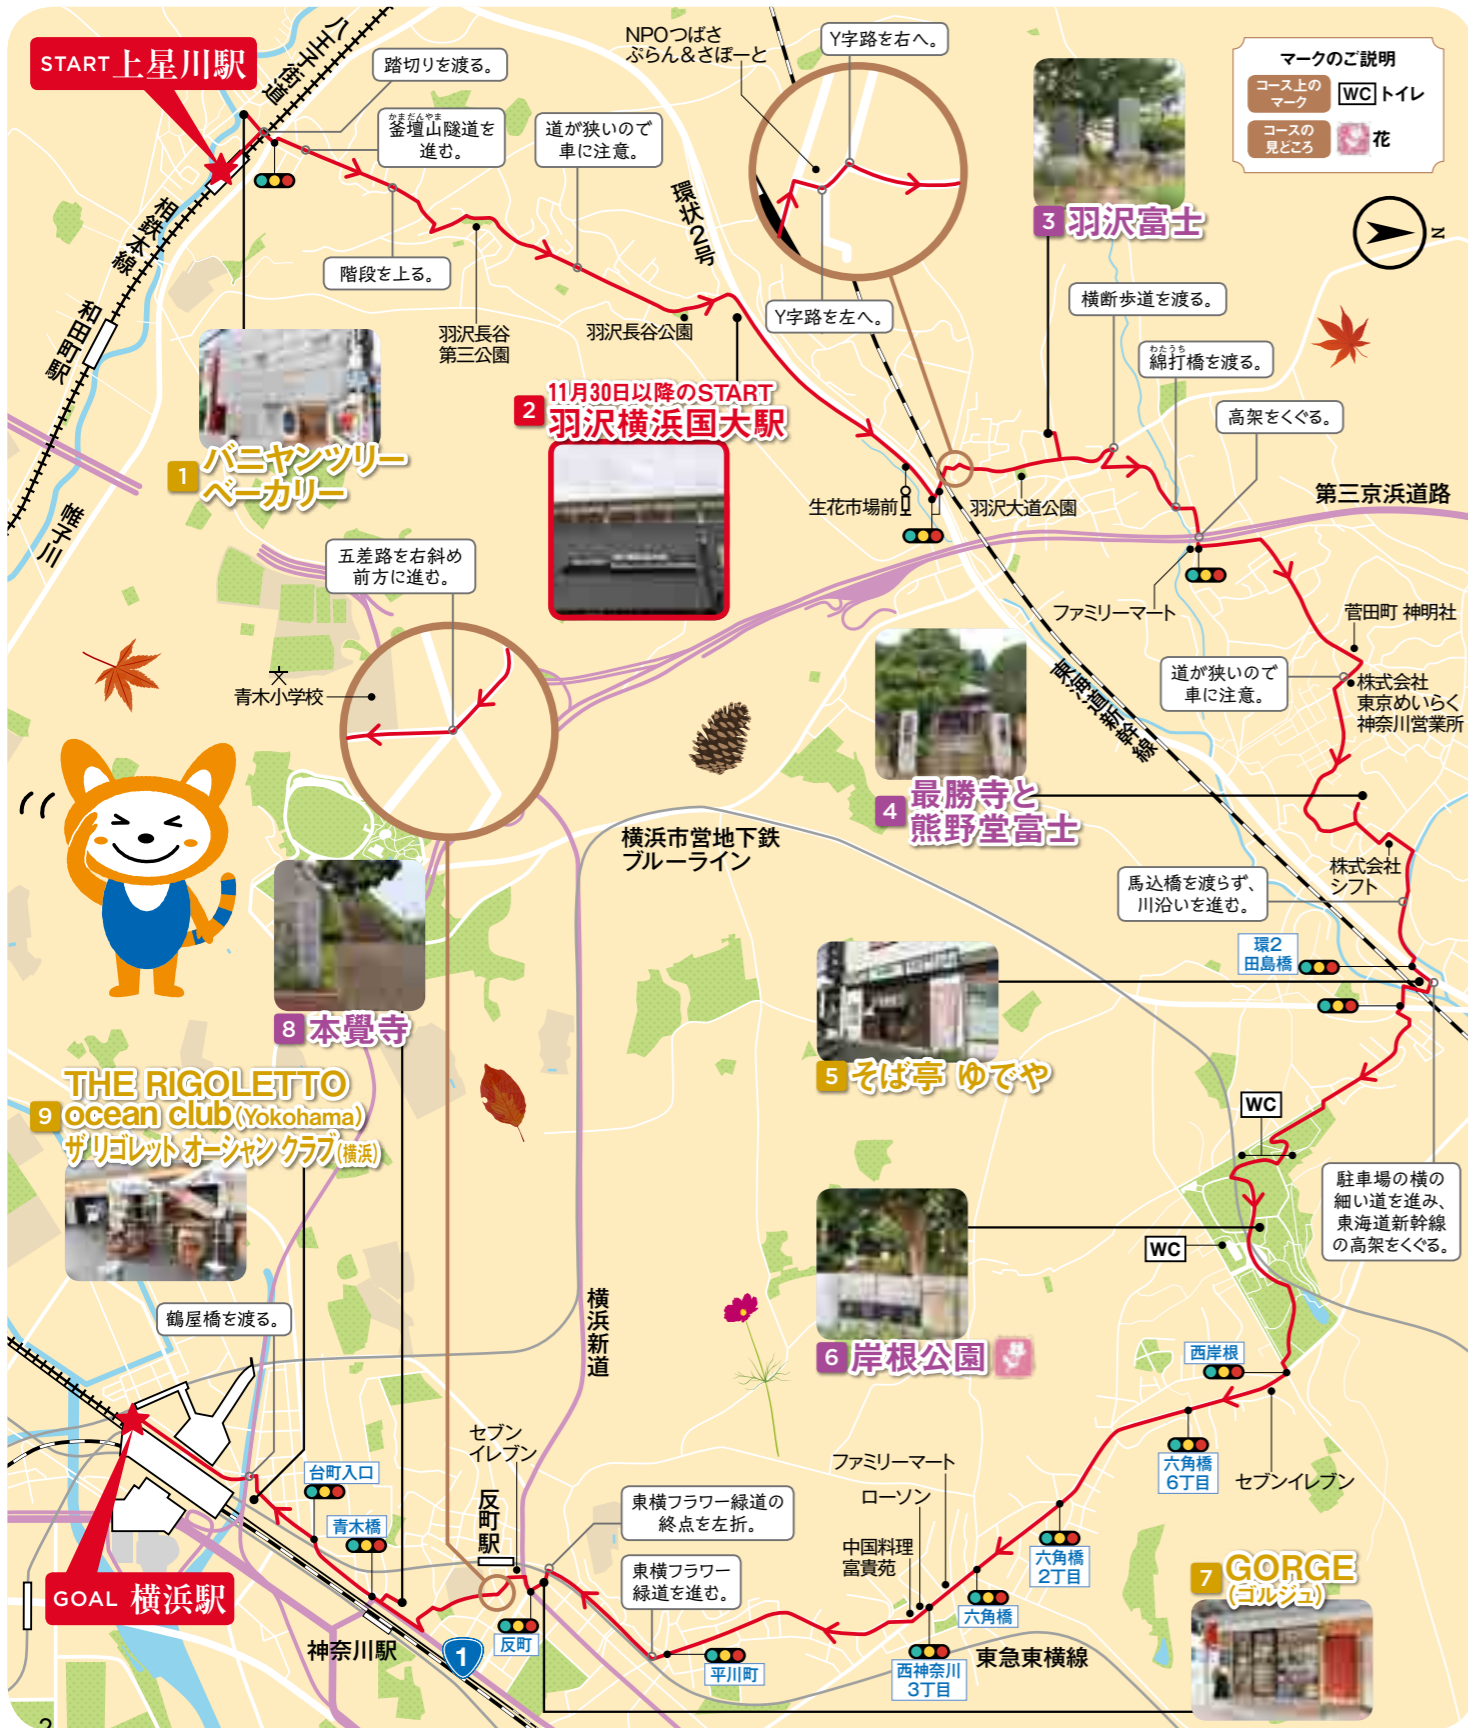 START 上星川駅
八王子街道
踏切りを渡る。
かまだんやま
釜壇山隧道を
進む。
道が狭いので
車に注意。
階段を上る。
相鉄本線
和田町駅
帷子川
羽沢長谷
第三公園
羽沢長谷公園
環状2号
NPOつばさ
ぷらん&さぽーと
Y字路を右へ。
Y字路を左へ。
マークのご説明
コース上の
マーク
WC トイレ
コースの
見どころ
花
N
3 羽沢富士
横断歩道を渡る。
わたうち
綿打橋を渡る。
高架をくぐる。
1 バニヤンツリー
ベーカリー
11月30日以降のSTART
2 羽沢横浜国大駅
生花市場前
羽沢大道公園
第三京浜道路
ファミリーマート
菅田町 神明社
道が狭いので
車に注意。
株式会社
東京めいらく
神奈川営業所
東海道新幹線
五差路を右斜め
前方に進む。
文
青木小学校
4 最勝寺と
熊野堂富士
横浜市営地下鉄
ブルーライン
株式会社
シフト
馬込橋を渡らず、
川沿いを進む。
環2
田島橋
8 本覺寺
5 そば亭 ゆでや
THE RIGOLETTO
9 ocean club(Yokohama)
ザ リゴレット オーシャン クラブ(横浜)
WC
駐車場の横の
細い道を進み、
東海道新幹線
の高架をくぐる。
WC
6 岸根公園
鶴屋橋を渡る。
横浜新道
西岸根
六角橋
6丁目
セブンイレブン
セブン
イレブン
反町駅
台町入口
青木橋
東横フラワー緑道の
終点を左折。
東横フラワー
緑道を進む。
ファミリーマート
ローソン
中国料理
富貴苑
六角橋
2丁目
六角橋
7 GORGE
(ゴルジュ)
GOAL 横浜駅
神奈川駅
1
反町
平川町
西神奈川
3丁目
東急東横線
2